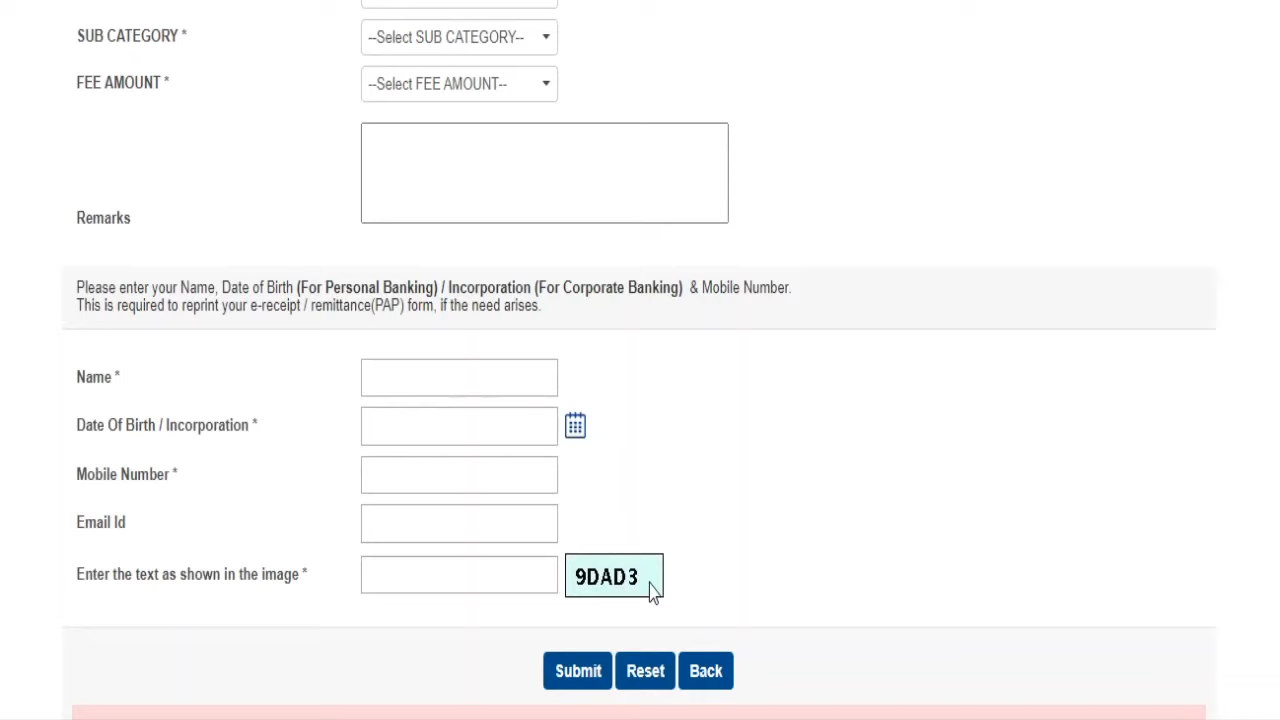 SUB CATEGORY * --Select SUB CATEGORY--
FEE AMOUNT * --Select FEE AMOUNT--
Remarks
Please enter your Name, Date of Birth (For Personal Banking) / Incorporation (For Corporate Banking) & Mobile Number.
This is required to reprint your e-receipt / remittance(PAP) form, if the need arises.
Name *
Date Of Birth / Incorporation *
Mobile Number *
Email Id
Enter the text as shown in the image * 9DAD3
Submit Reset Back